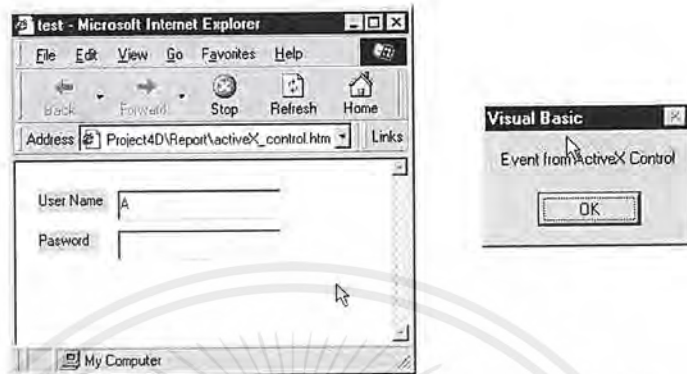 test - Microsoft Internet Explorer
File Edit View Go Favorites Help
Back Forward Stop Refresh Home
Address Project4D\Report\activeX_control.htm Links
User Name A
Pasword
My Computer
Visual Basic
Event from ActiveX Control
OK